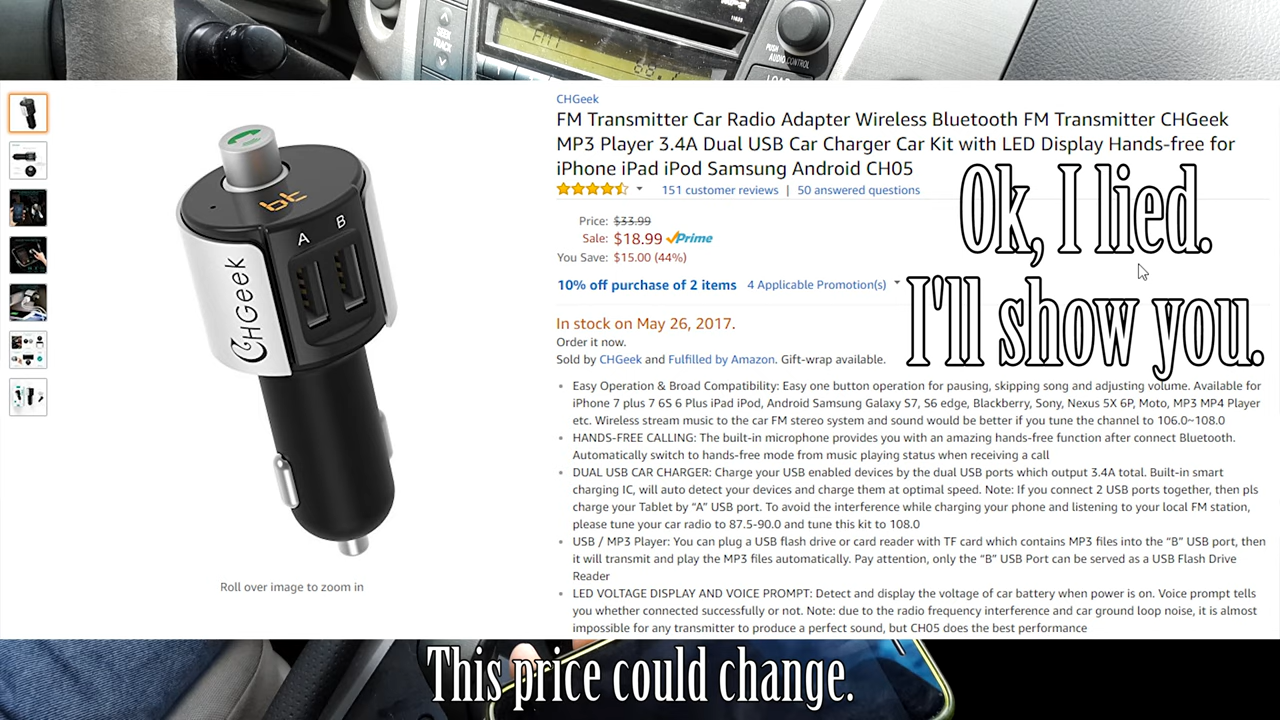 SEEK
TRACK
AM
PUSH
AUDIO CONTROL
LOAD
CHGeek
FM Transmitter Car Radio Adapter Wireless Bluetooth FM Transmitter CHGeek
MP3 Player 3.4A Dual USB Car Charger Car Kit with LED Display Hands-free for
iPhone iPad iPod Samsung Android CH05
151 customer reviews | 50 answered questions
Price: $33.99
Sale: $18.99 Prime
You Save: $15.00 (44%)
10% off purchase of 2 items 4 Applicable Promotion(s)
Ok, I lied.
I'll show you.
In stock on May 26, 2017.
Order it now.
Sold by CHGeek and Fulfilled by Amazon. Gift-wrap available.
• Easy Operation & Broad Compatibility: Easy one button operation for pausing, skipping song and adjusting volume. Available for
iPhone 7 plus 7 6S 6 Plus iPad iPod, Android Samsung Galaxy S7, S6 edge, Blackberry, Sony, Nexus 5X 6P, Moto, MP3 MP4 Player
etc. Wireless stream music to the car FM stereo system and sound would be better if you tune the channel to 106.0~108.0
• HANDS-FREE CALLING: The built-in microphone provides you with an amazing hands-free function after connect Bluetooth.
Automatically switch to hands-free mode from music playing status when receiving a call
• DUAL USB CAR CHARGER: Charge your USB enabled devices by the dual USB ports which output 3.4A total. Built-in smart
charging IC, will auto detect your devices and charge them at optimal speed. Note: If you connect 2 USB ports together, then pls
charge your Tablet by “A” USB port. To avoid the interference while charging your phone and listening to your local FM station,
please tune your car radio to 87.5-90.0 and tune this kit to 108.0
• USB / MP3 Player: You can plug a USB flash drive or card reader with TF card which contains MP3 files into the “B” USB port, then
it will transmit and play the MP3 files automatically. Pay attention, only the “B” USB Port can be served as a USB Flash Drive
Reader
• LED VOLTAGE DISPLAY AND VOICE PROMPT: Detect and display the voltage of car battery when power is on. Voice prompt tells
you whether connected successfully or not. Note: due to the radio frequency interference and car ground loop noise, it is almost
impossible for any transmitter to produce a perfect sound, but CH05 does the best performance
bt
A B
CHGeek
Roll over image to zoom in
This price could change.